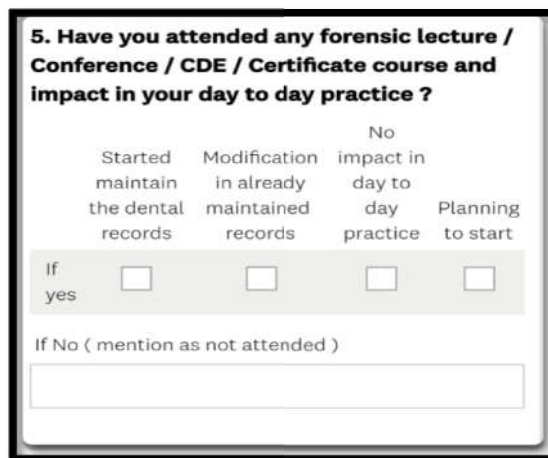 5. Have you attended any forensic lecture /
Conference / CDE / Certificate course and
impact in your day to day practice ?
Started maintain the dental records
Modification in already maintained records
No impact in day to day practice
Planning to start
If yes
If No ( mention as not attended )